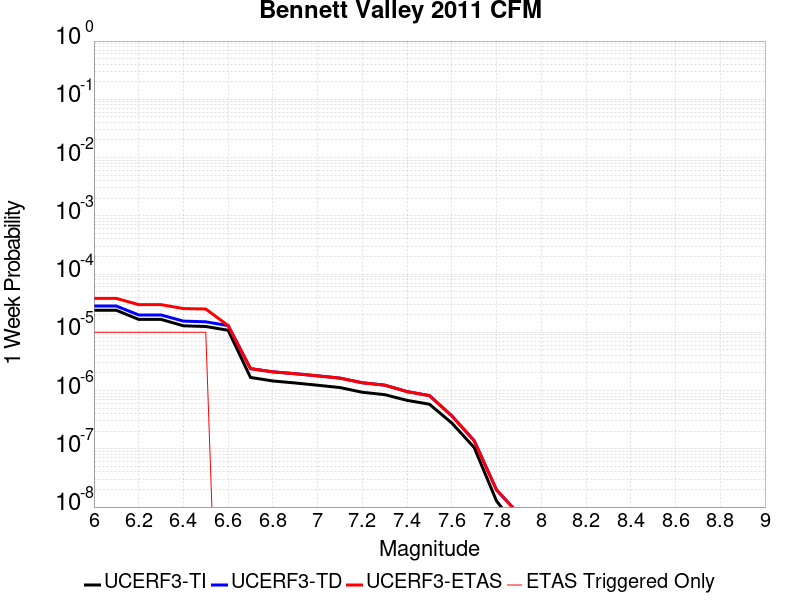 Bennett Valley 2011 CFM
1 Week Probability
10^0
10^-1
10^-2
10^-3
10^-4
10^-5
10^-6
10^-7
10^-8
6 6.2 6.4 6.6 6.8 7 7.2 7.4 7.6 7.8 8 8.2 8.4 8.6 8.8 9
Magnitude
UCERF3-TI UCERF3-TD UCERF3-ETAS ETAS Triggered Only